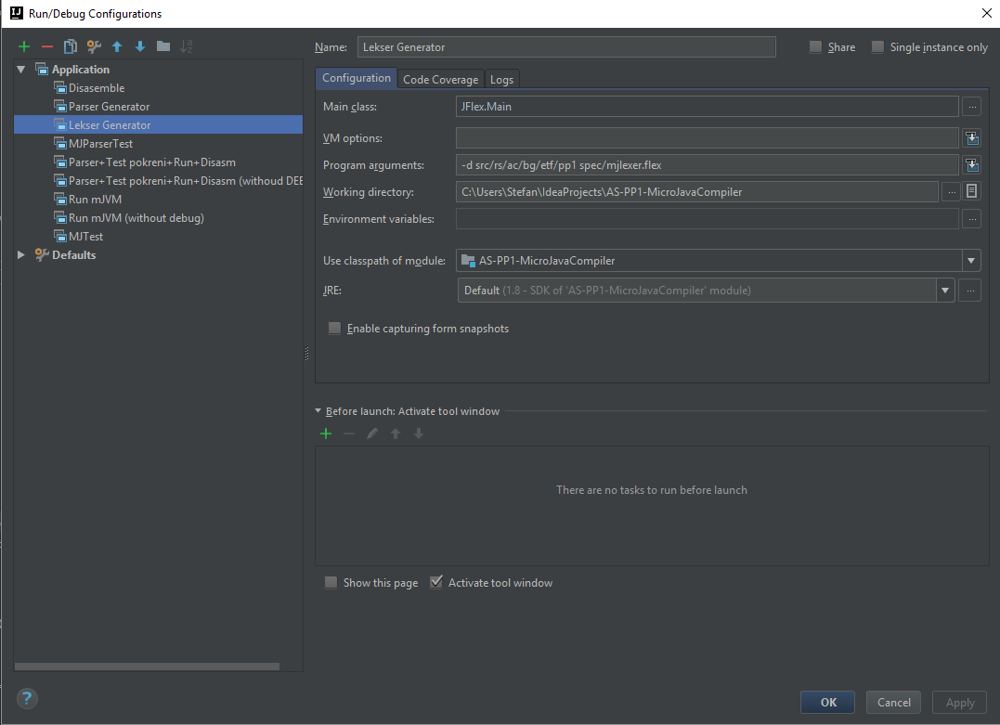 Run/Debug Configurations
Name: Lekser Generator
Share
Single instance only
Application
Disasemble
Parser Generator
Lekser Generator
MJParserTest
Parser+Test pokreni+Run+Disasm
Parser+Test pokreni+Run+Disasm (withoud DEB
Run mJVM
Run mJVM (without debug)
MJTest
Defaults
Configuration
Code Coverage
Logs
Main class: JFlex.Main
VM options:
Program arguments: -d src/rs/ac/bg/etf/pp1 spec/mjlexer.flex
Working directory: C:\Users\Stefan\IdeaProjects\AS-PP1-MicroJavaCompiler
Environment variables:
Use classpath of module: AS-PP1-MicroJavaCompiler
JRE: Default (1.8 - SDK of 'AS-PP1-MicroJavaCompiler' module)
Enable capturing form snapshots
Before launch: Activate tool window
There are no tasks to run before launch
Show this page
Activate tool window
OK
Cancel
Apply